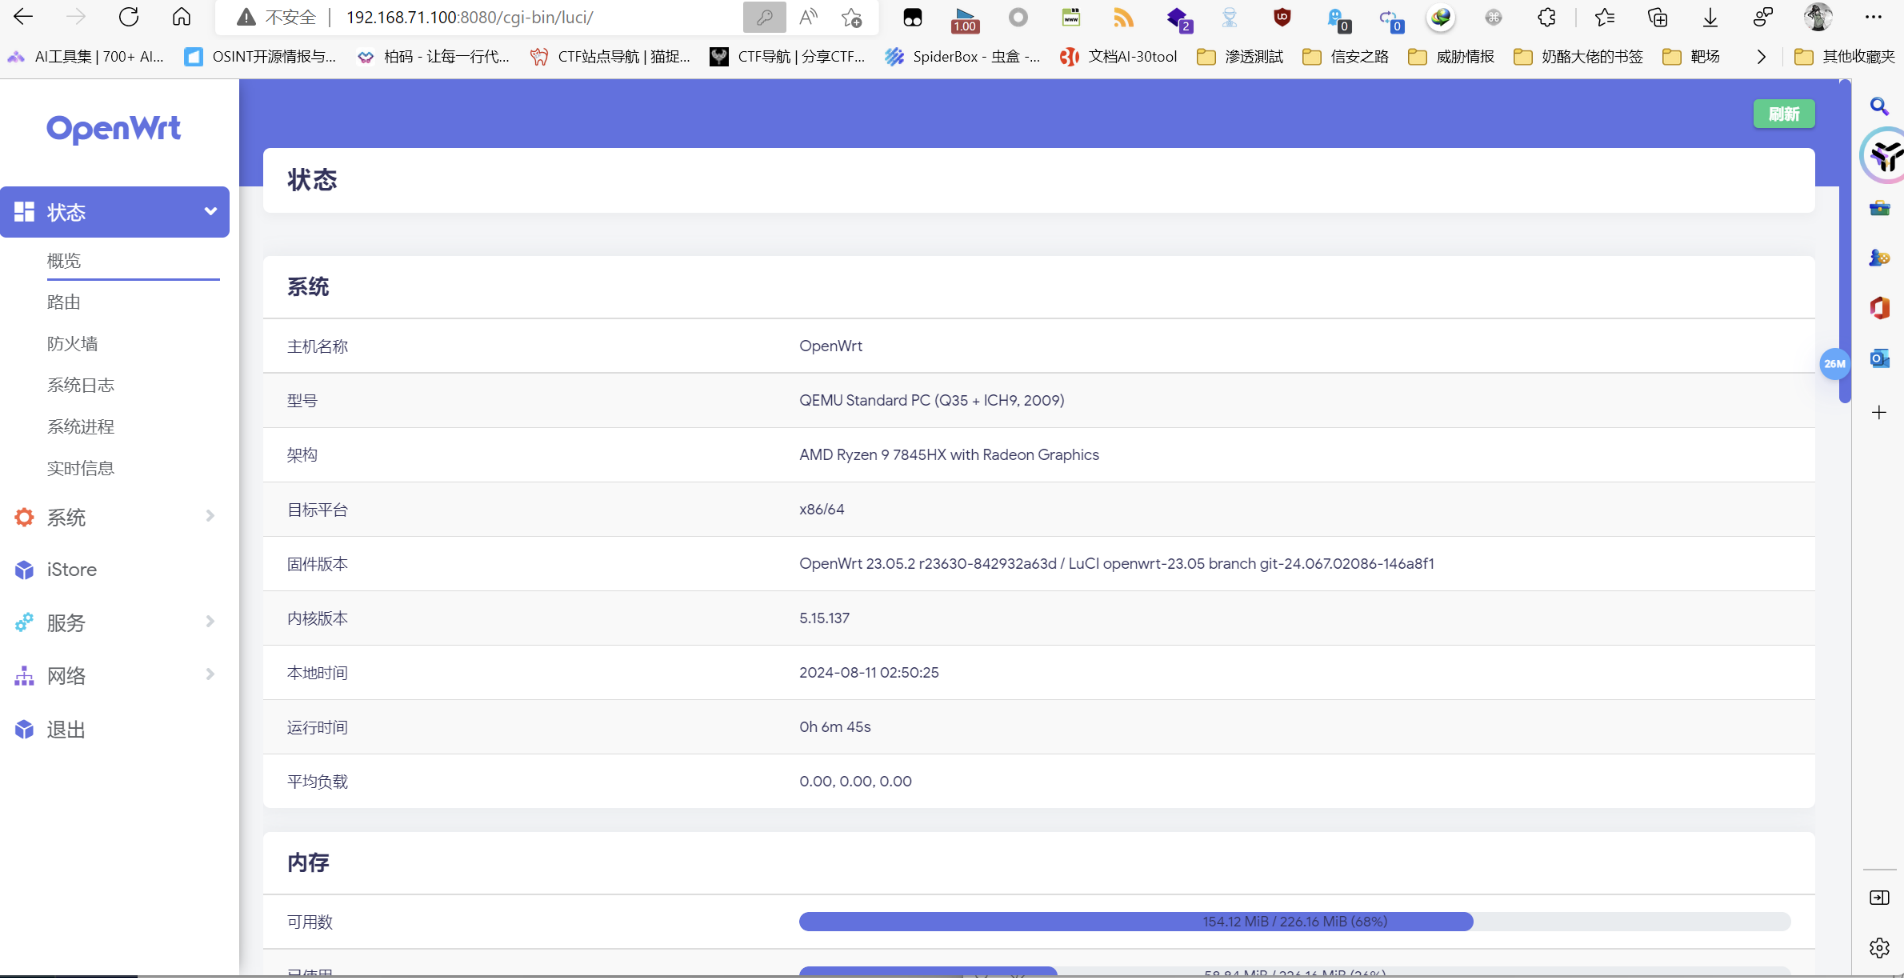 不安全 | 192.168.71.100:8080/cgi-bin/luci/
1.00
www
2
0
0
AI工具集 | 700+ AI...
OSINT开源情报与...
柏码 - 让每一行代...
CTF站点导航 | 猫捉...
CTF导航 | 分享CTF...
SpiderBox - 虫盒 -...
文档AI-30tool
滲透測試
信安之路
威胁情报
奶酪大佬的书签
靶场
其他收藏夹
OpenWrt
刷新
状态
概览
路由
防火墙
系统日志
系统进程
实时信息
系统
iStore
服务
网络
退出
状态
系统
主机名称 OpenWrt
型号 QEMU Standard PC (Q35 + ICH9, 2009)
架构 AMD Ryzen 9 7845HX with Radeon Graphics
目标平台 x86/64
固件版本 OpenWrt 23.05.2 r23630-842932a63d / LuCI openwrt-23.05 branch git-24.067.02086-146a8f1
内核版本 5.15.137
本地时间 2024-08-11 02:50:25
运行时间 0h 6m 45s
平均负载 0.00, 0.00, 0.00
内存
可用数 154.12 MiB / 226.16 MiB (68%)
已使用 58.84 MiB / 226.16 MiB (26%)
26M